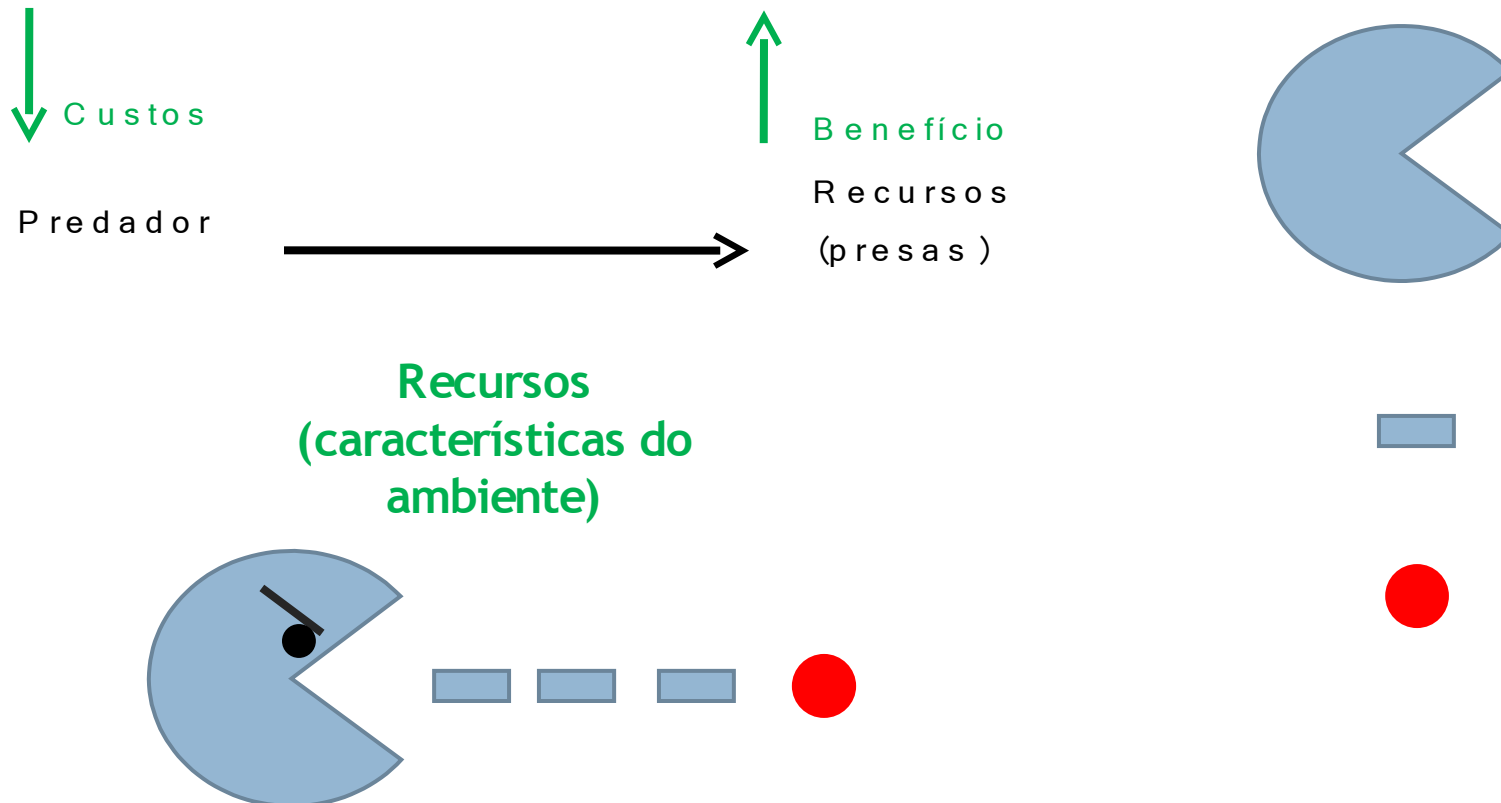 Custos
Benefício
Predador
Recursos
(presas )
Recursos
(características do
ambiente)